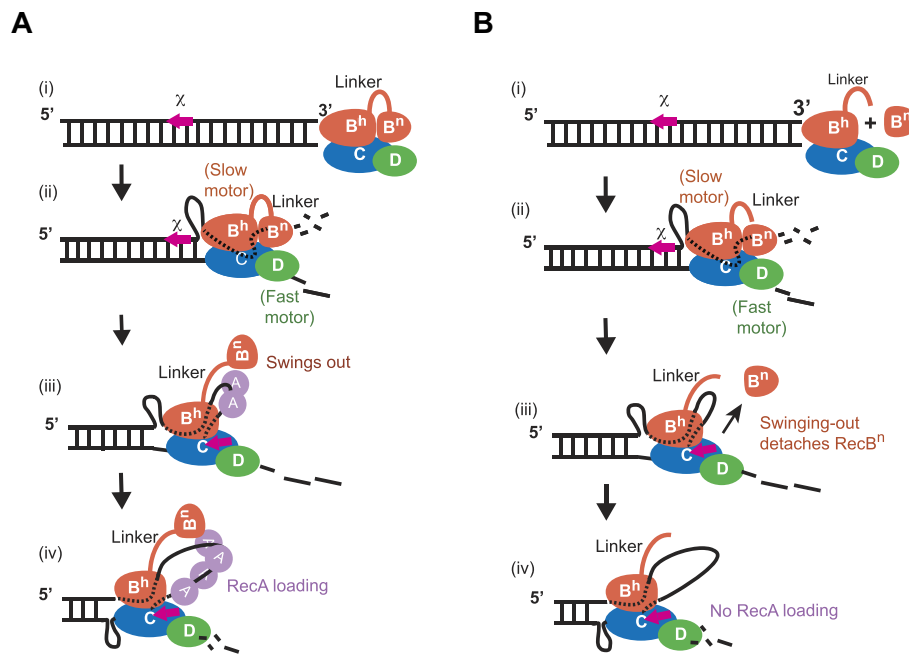 A
(i)
Linker
χ
5’
3’
Bʰ
Bⁿ
C
D
(ii)
(Slow
motor)
Linker
χ
5’
Bʰ
Bⁿ
C
D
(Fast
motor)
(iii)
Linker
Bⁿ
Swings out
A
A
5’
Bʰ
C
D
(iv)
Linker
Bⁿ
A
A
A
A
RecA loading
5’
Bʰ
C
D
B
(i)
Linker
χ
5’
3’
Bʰ
+
Bⁿ
C
D
(ii)
(Slow
motor)
Linker
χ
5’
Bʰ
Bⁿ
C
D
(Fast
motor)
(iii)
Linker
Bⁿ
5’
Bʰ
C
D
Swinging-out
detaches RecBⁿ
(iv)
Linker
5’
Bʰ
C
D
No RecA loading